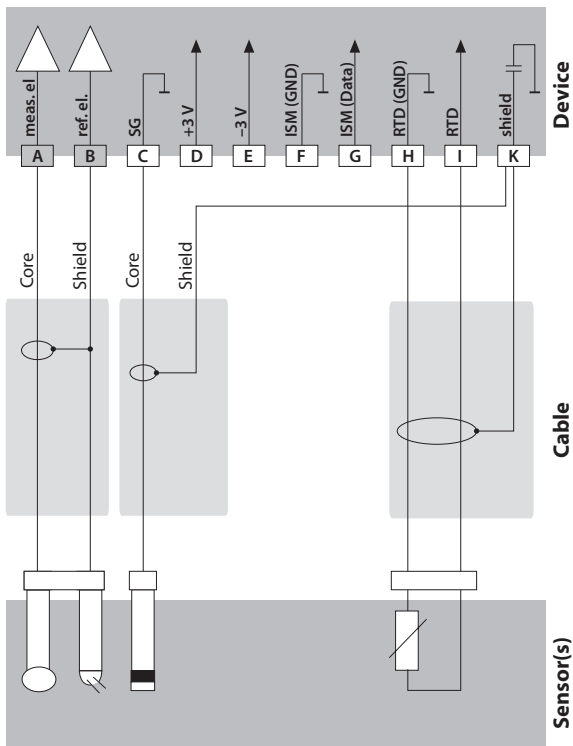 meas. el
ref. el.
SG
+3 V
–3 V
ISM (GND)
ISM (Data)
RTD (GND)
RTD
shield
Device
A
B
C
D
E
F
G
H
I
K
Core
Shield
Core
Shield
Cable
Sensor(s)